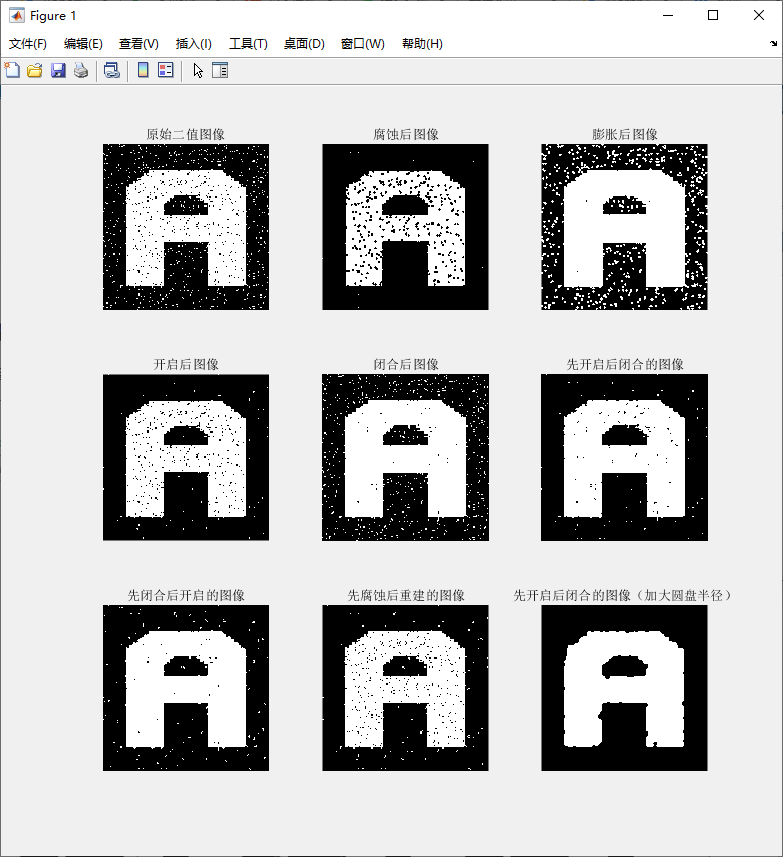 Figure 1
文件(F) 编辑(E) 查看(V) 插入(I) 工具(T) 桌面(D) 窗口(W) 帮助(H)
原始二值图像 腐蚀后图像 膨胀后图像
A A A
开启后图像 闭合后图像 先开启后闭合的图像
A A A
先闭合后开启的图像 先腐蚀后重建的图像 先开启后闭合的图像（加大圆盘半径）
A A A